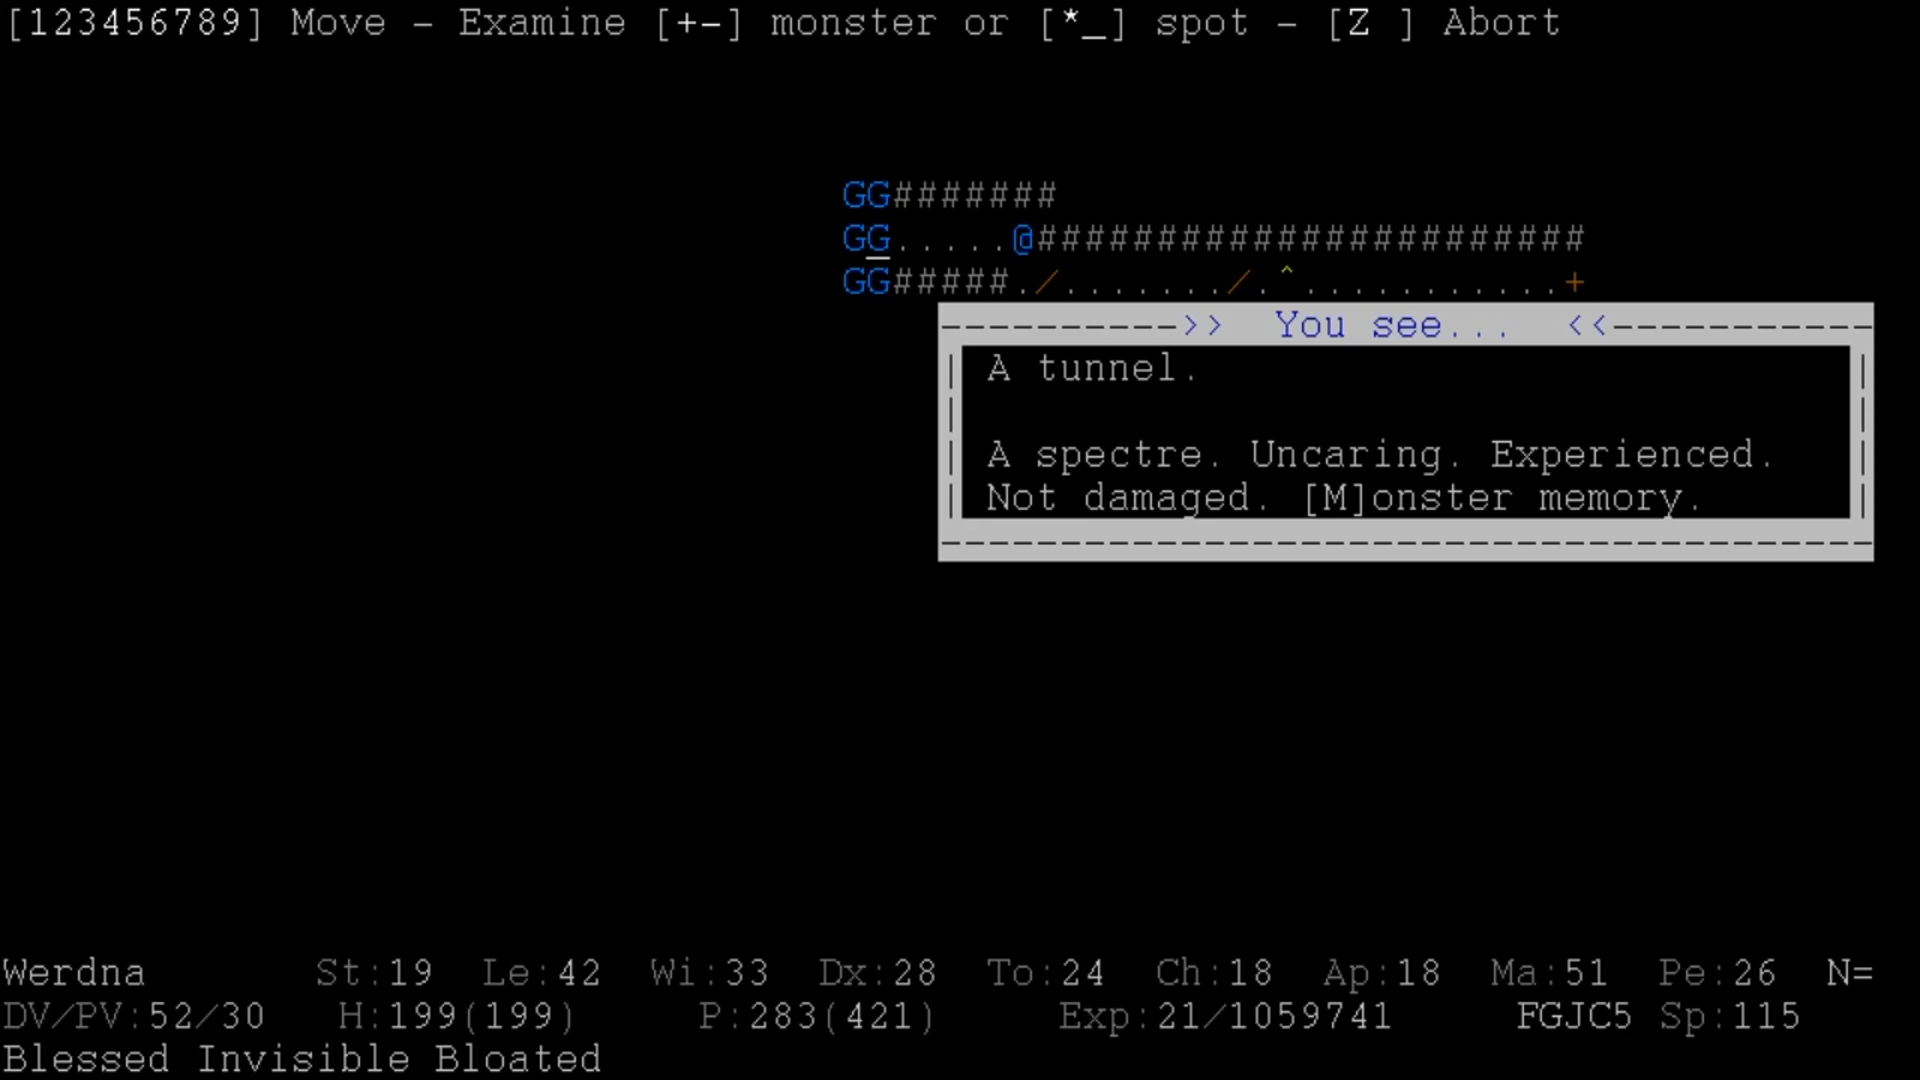 [123456789] Move - Examine [+-] monster or [*_] spot - [Z ] Abort
GG#######
GG.....@#######################
GG#####./......./.^...........+
----------->> You see... <<-----------
A tunnel.
A spectre. Uncaring. Experienced.
Not damaged. [M]onster memory.
Werdna St:19 Le:42 Wi:33 Dx:28 To:24 Ch:18 Ap:18 Ma:51 Pe:26 N=
DV/PV:52/30 H:199(199) P:283(421) Exp:21/1059741 FGJC5 Sp:115
Blessed Invisible Bloated